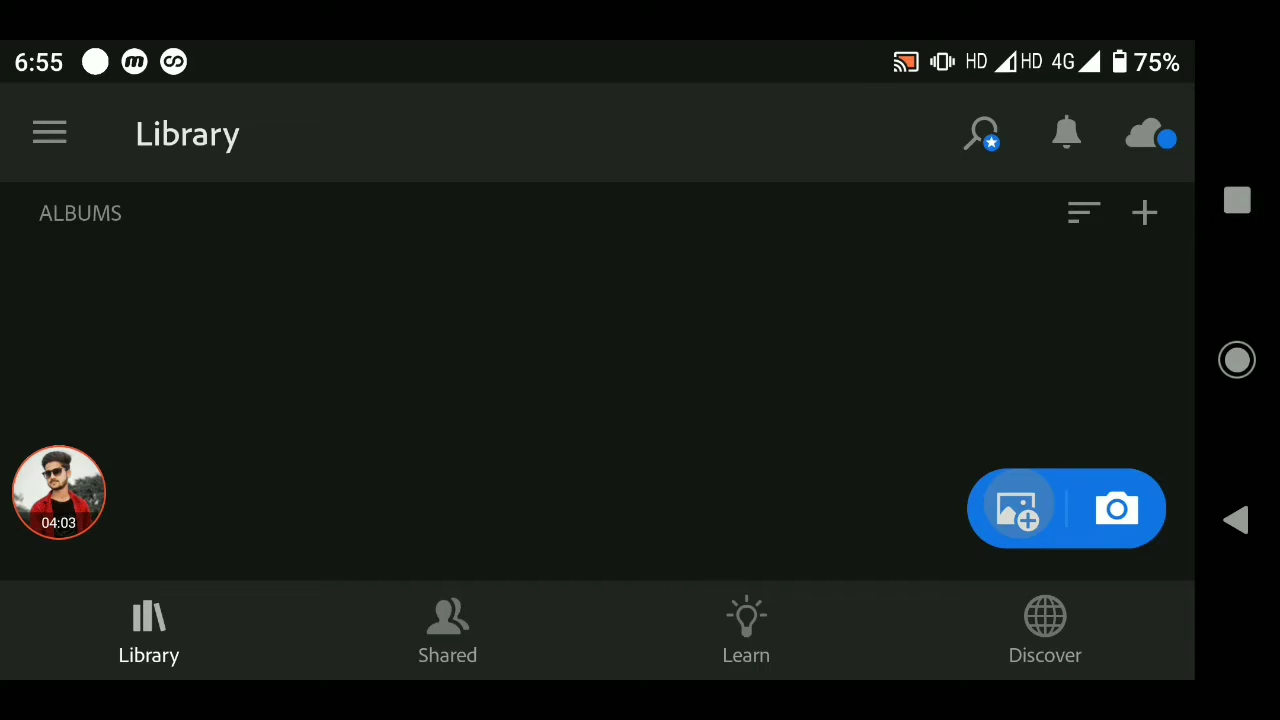 6:55 HD HD 4G 75%
Library
ALBUMS
04:03
Library Shared Learn Discover